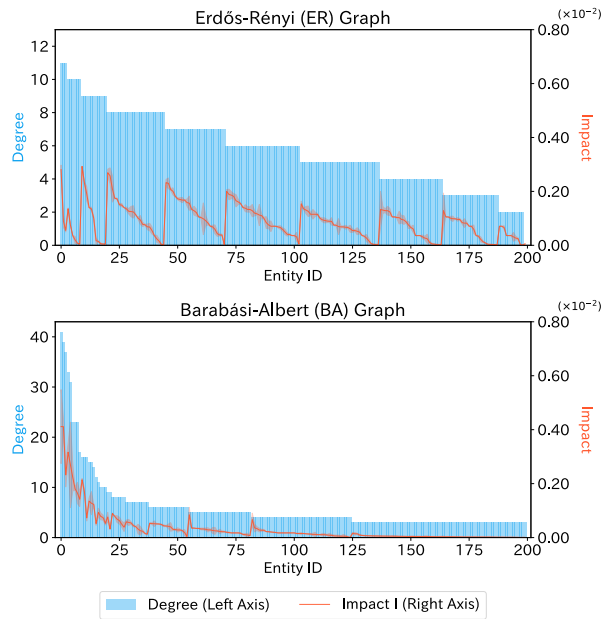 Erdős-Rényi (ER) Graph
(×10⁻²)
12
10
8
6
4
2
0
Degree
0.80
0.60
0.40
0.20
0.00
Impact
0 25 50 75 100 125 150 175 200
Entity ID
Barabási-Albert (BA) Graph
(×10⁻²)
40
30
20
10
0
Degree
0.80
0.60
0.40
0.20
0.00
Impact
0 25 50 75 100 125 150 175 200
Entity ID
Degree (Left Axis) Impact I (Right Axis)